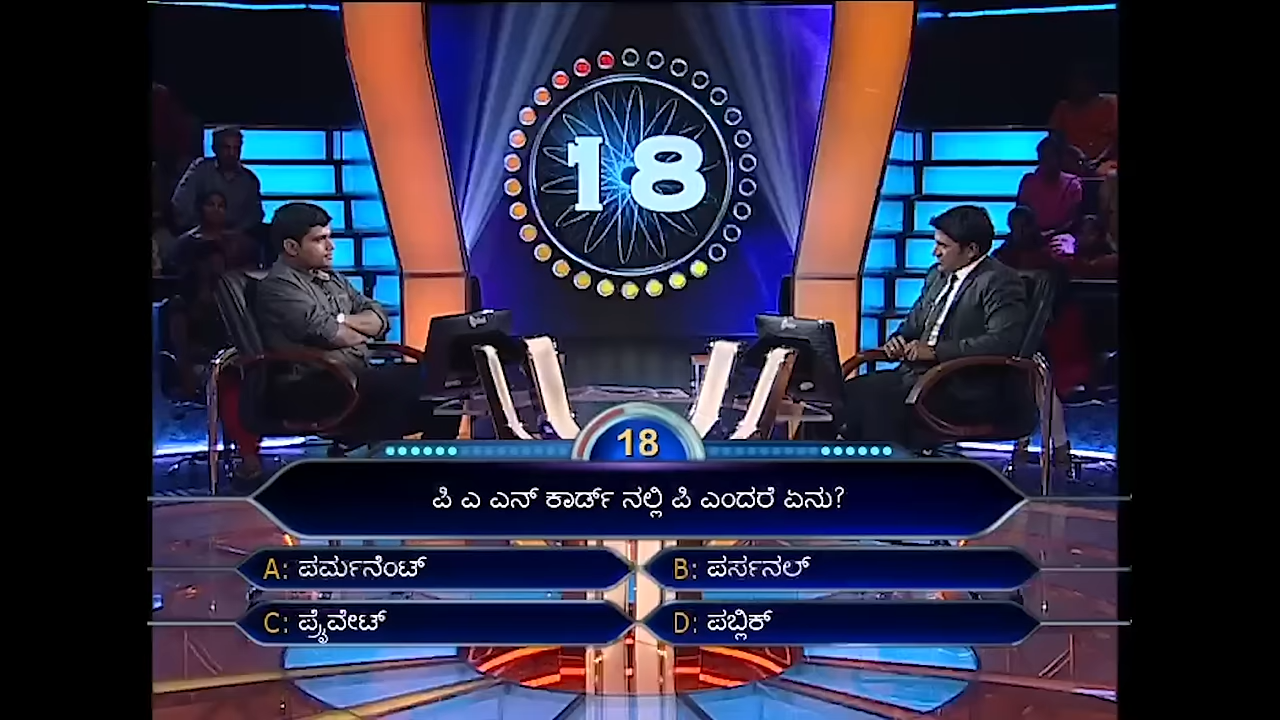 18
18
ಪಿ ಎ ಎನ್ ಕಾರ್ಡ್ ನಲ್ಲಿ ಪಿ ಎಂದರೆ ಏನು?
A: ಪರ್ಮನೆಂಟ್
B: ಪರ್ಸನಲ್
C: ಪ್ರೈವೇಟ್
D: ಪಬ್ಲಿಕ್